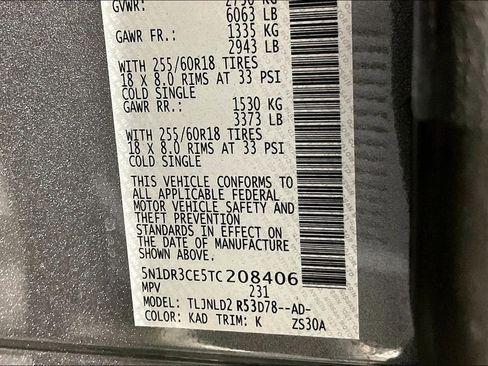 GVWR: 2750 KG
6063 LB
GAWR FR.: 1335 KG
2943 LB
WITH 255/60R18 TIRES
18 X 8.0 RIMS AT 33 PSI
COLD SINGLE
GAWR RR.: 1530 KG
3373 LB
WITH 255/60R18 TIRES
18 X 8.0 RIMS AT 33 PSI
COLD SINGLE
THIS VEHICLE CONFORMS TO
ALL APPLICABLE FEDERAL
MOTOR VEHICLE SAFETY AND
THEFT PREVENTION
STANDARDS IN EFFECT ON
THE DATE OF MANUFACTURE
SHOWN ABOVE.
5N1DR3CE5TC208406
MPV 231
MODEL: TLJNLD2 R53D78--AD-
COLOR: KAD TRIM: K ZS30A